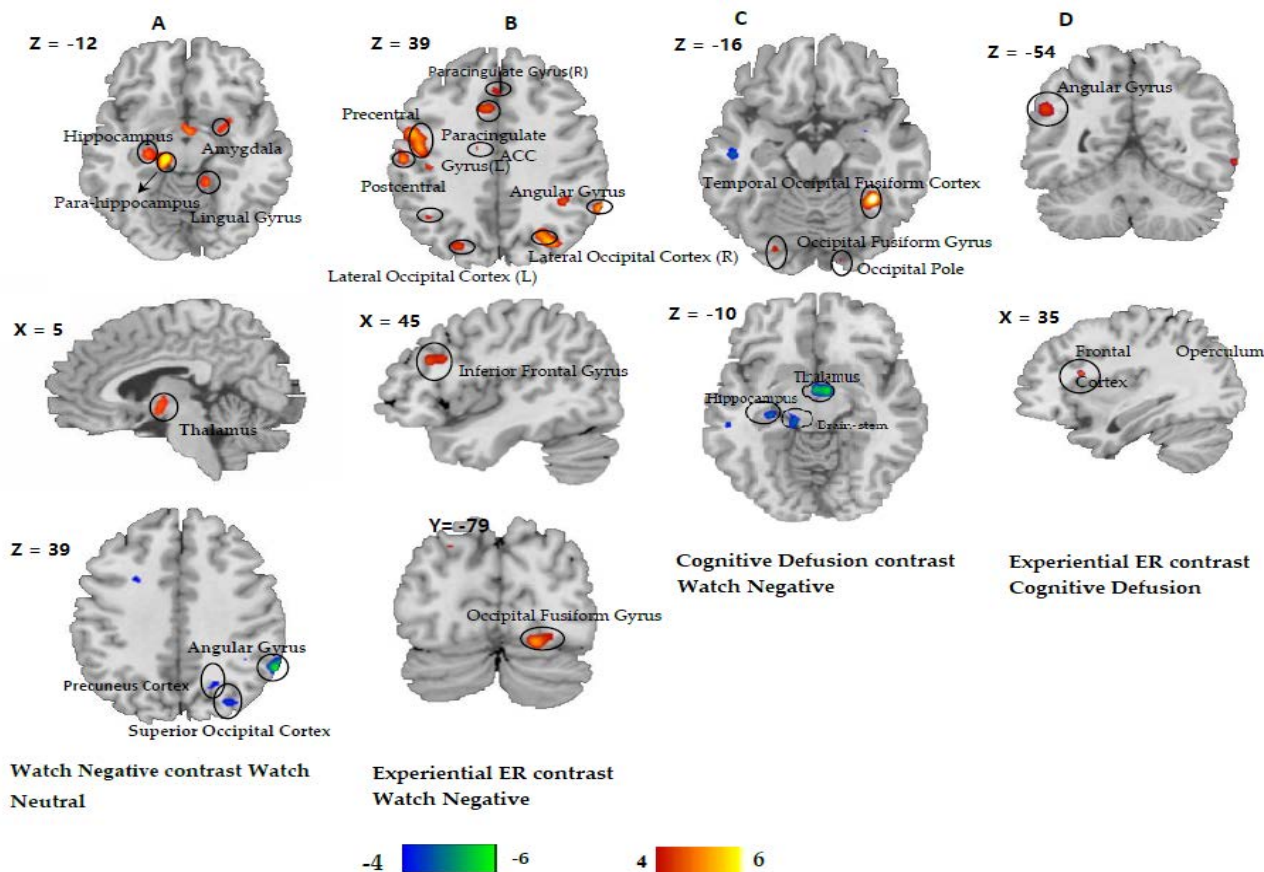 A
Z = -12
Hippocampus
Amygdala
Para-hippocampus
Lingual Gyrus
X = 5
Thalamus
Z = 39
Angular Gyrus
Precuneus Cortex
Superior Occipital Cortex
Watch Negative contrast Watch
Neutral
B
Z = 39
Paracingulate Gyrus(R)
Precentral
Paracingulate
Gyrus(L)
ACC
Postcentral
Angular Gyrus
Lateral Occipital Cortex (R)
Lateral Occipital Cortex (L)
X = 45
Inferior Frontal Gyrus
Y= -79
Occipital Fusiform Gyrus
Experiential ER contrast
Watch Negative
C
Z = -16
Temporal Occipital Fusiform Cortex
Occipital Fusiform Gyrus
Occipital Pole
Z = -10
Thalamus
Hippocampus
Brain-stem
Cognitive Defusion contrast
Watch Negative
D
Z = -54
Angular Gyrus
X = 35
Frontal Operculum
Cortex
Experiential ER contrast
Cognitive Defusion
-4 -6
4 6